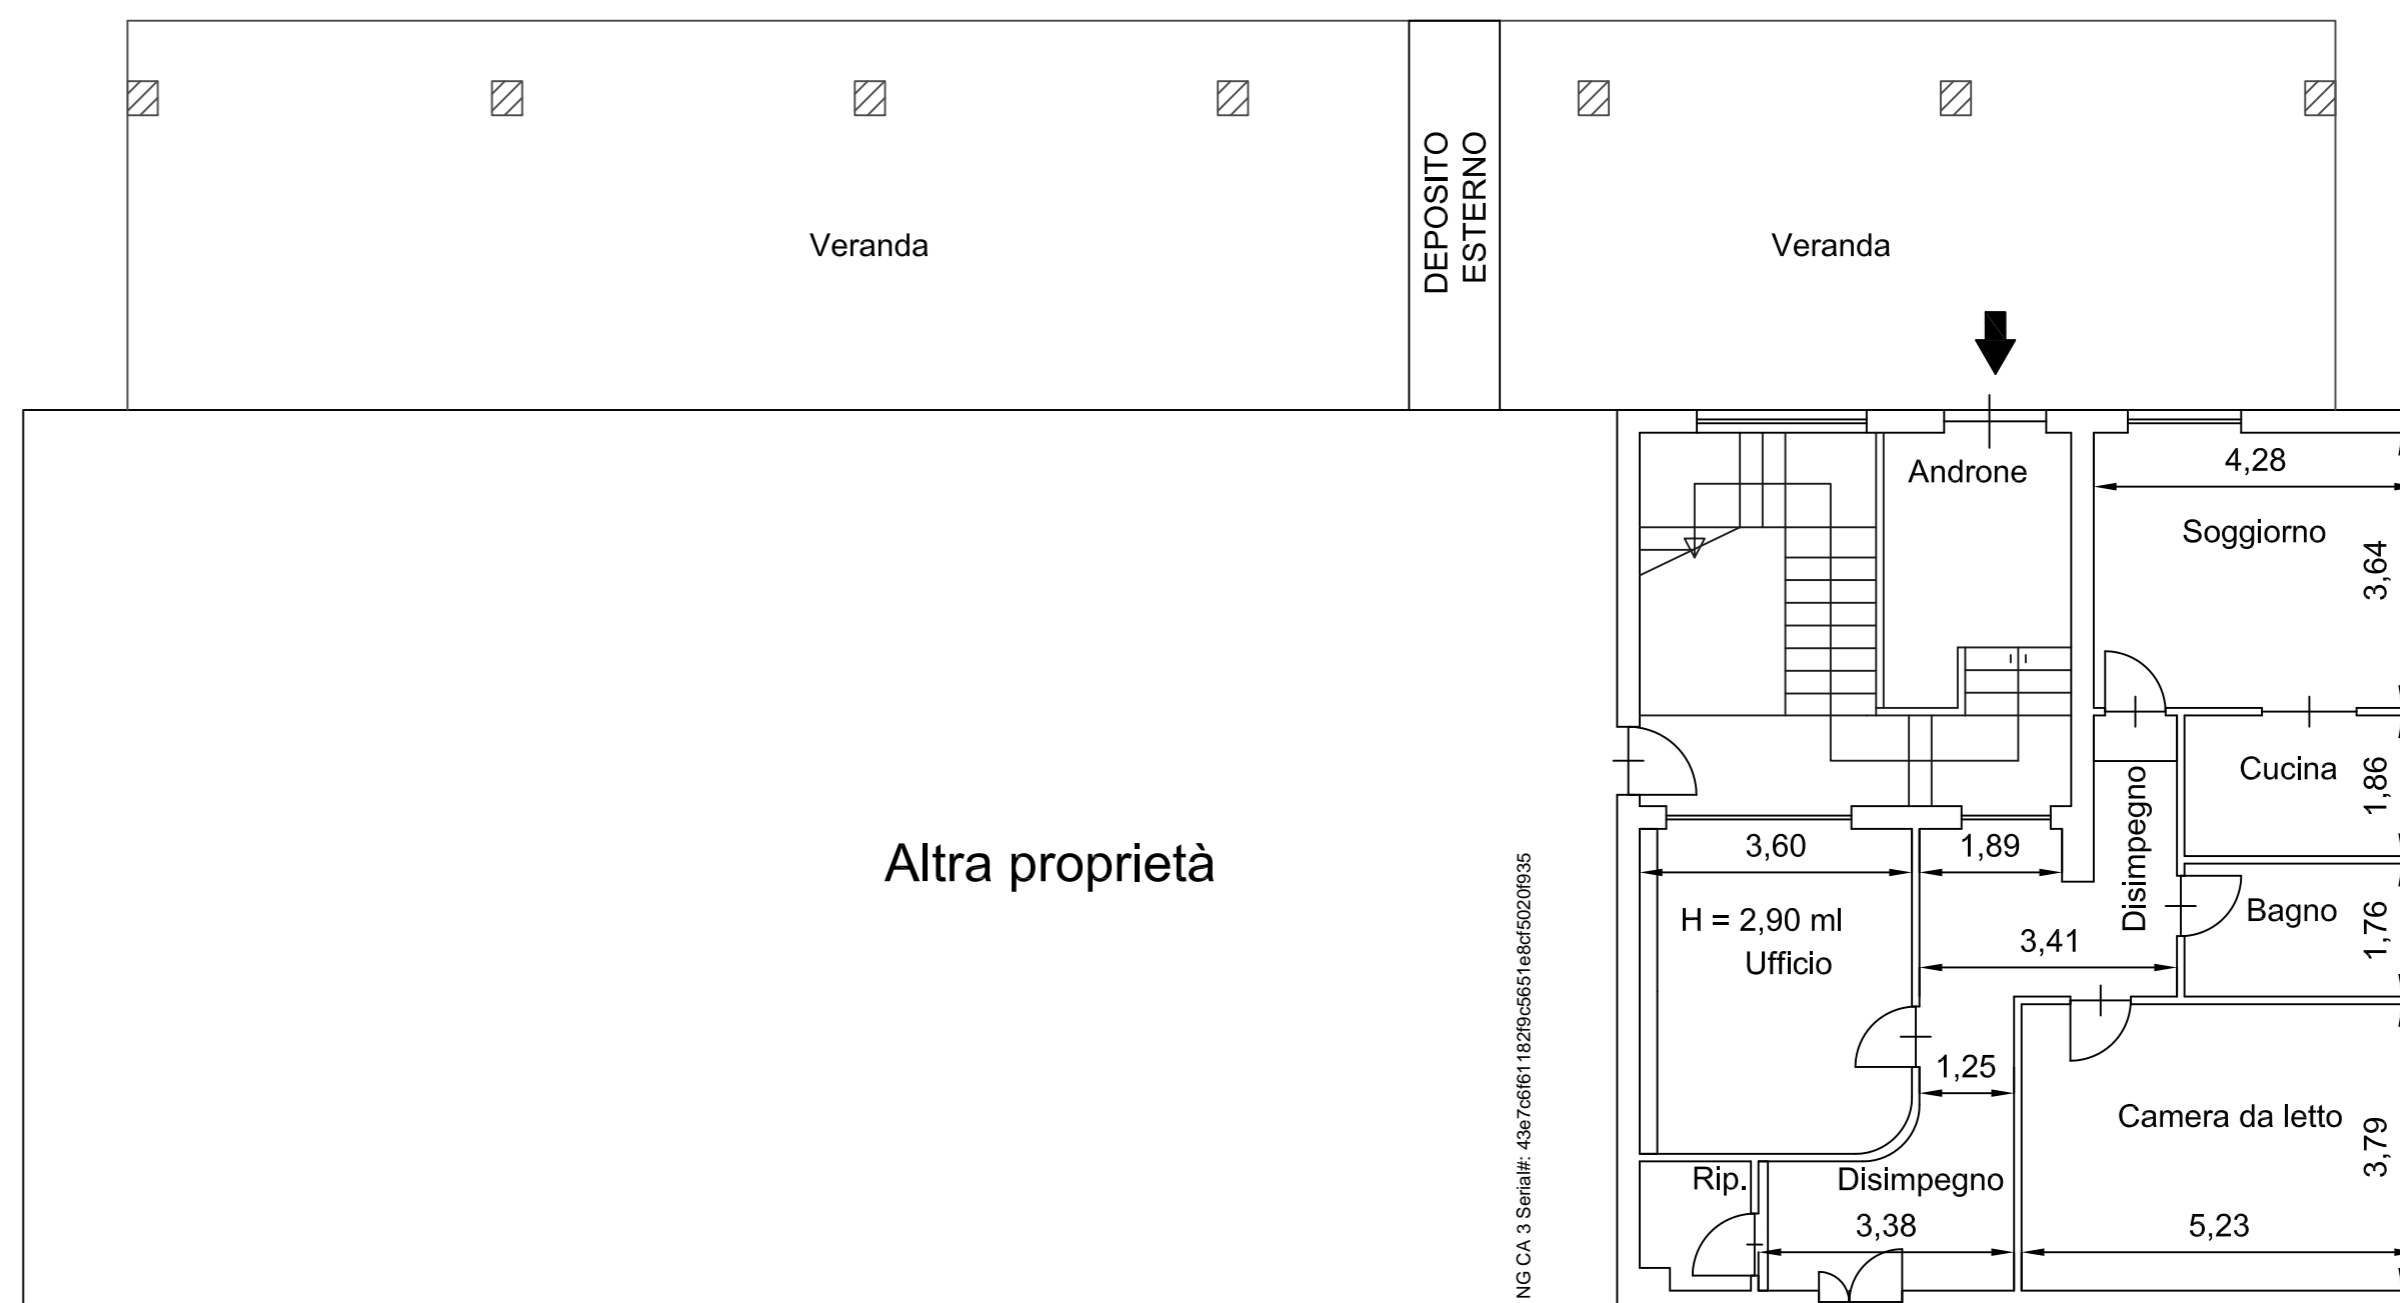 Veranda
DEPOSITO
ESTERNO
Veranda
Androne
4,28
Soggiorno
3,64
Cucina
1,86
Disimpegno
Altra proprietà
3,60
1,89
H = 2,90 ml
Ufficio
3,41
Bagno
1,76
NG CA 3 Serial#: 43e7c6f61182f9c5651e8cf5020f935
1,25
Camera da letto
3,79
Rip.
Disimpegno
3,38
5,23